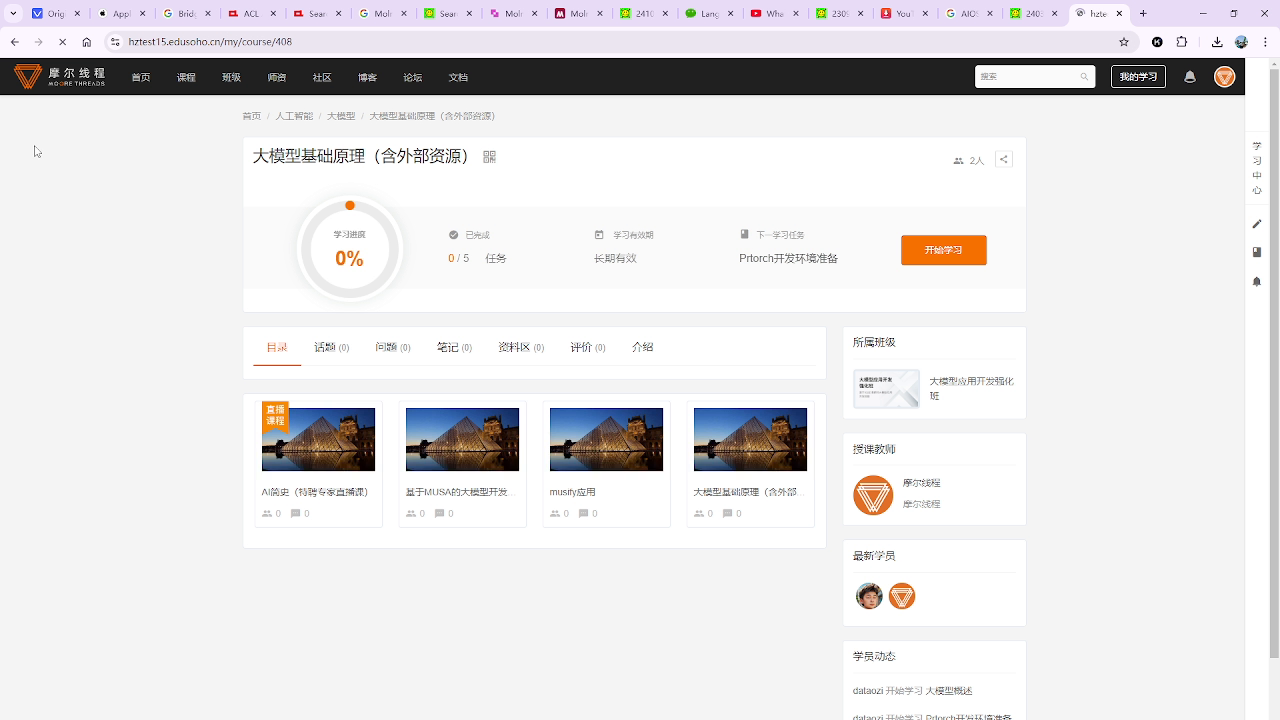 Orig
Appl
Geek
ACL
Sere
Mole
Sera
Mole
Mole
2410
Eng
Wha
2309
YouT
AIOS
2403
hzte
hztest15.edusoho.cn/my/course/408
摩尔线程
MOORE THREADS
首页 课程 班级 师资 社区 博客 论坛 文档
搜索
我的学习
首页 / 人工智能 / 大模型 / 大模型基础原理（含外部资源）
大模型基础原理（含外部资源）
2人
学习进度
0%
已完成
0 / 5 任务
学习有效期
长期有效
下一学习任务
Prtorch开发环境准备
开始学习
学习中心
目录 话题 (0) 问题 (0) 笔记 (0) 资料区 (0) 评价 (0) 介绍
直播
课程
AI简史（特聘专家直播课）
0 0
基于MUSA的大模型开发...
0 0
musify应用
0 0
大模型基础原理（含外部...
0 0
所属班级
大模型应用开发
强化班
大模型应用开发强化
班
授课教师
摩尔线程
摩尔线程
最新学员
学员动态
dataozi 开始学习 大模型概述
dataozi 开始学习 Prtorch开发环境准备